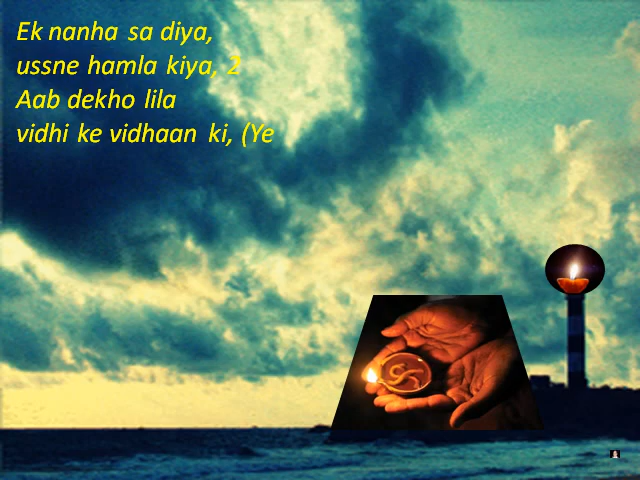 Ek nanha sa diya,
ussne hamla kiya, 2
Aab dekho lila
vidhi ke vidhaan ki, (Ye